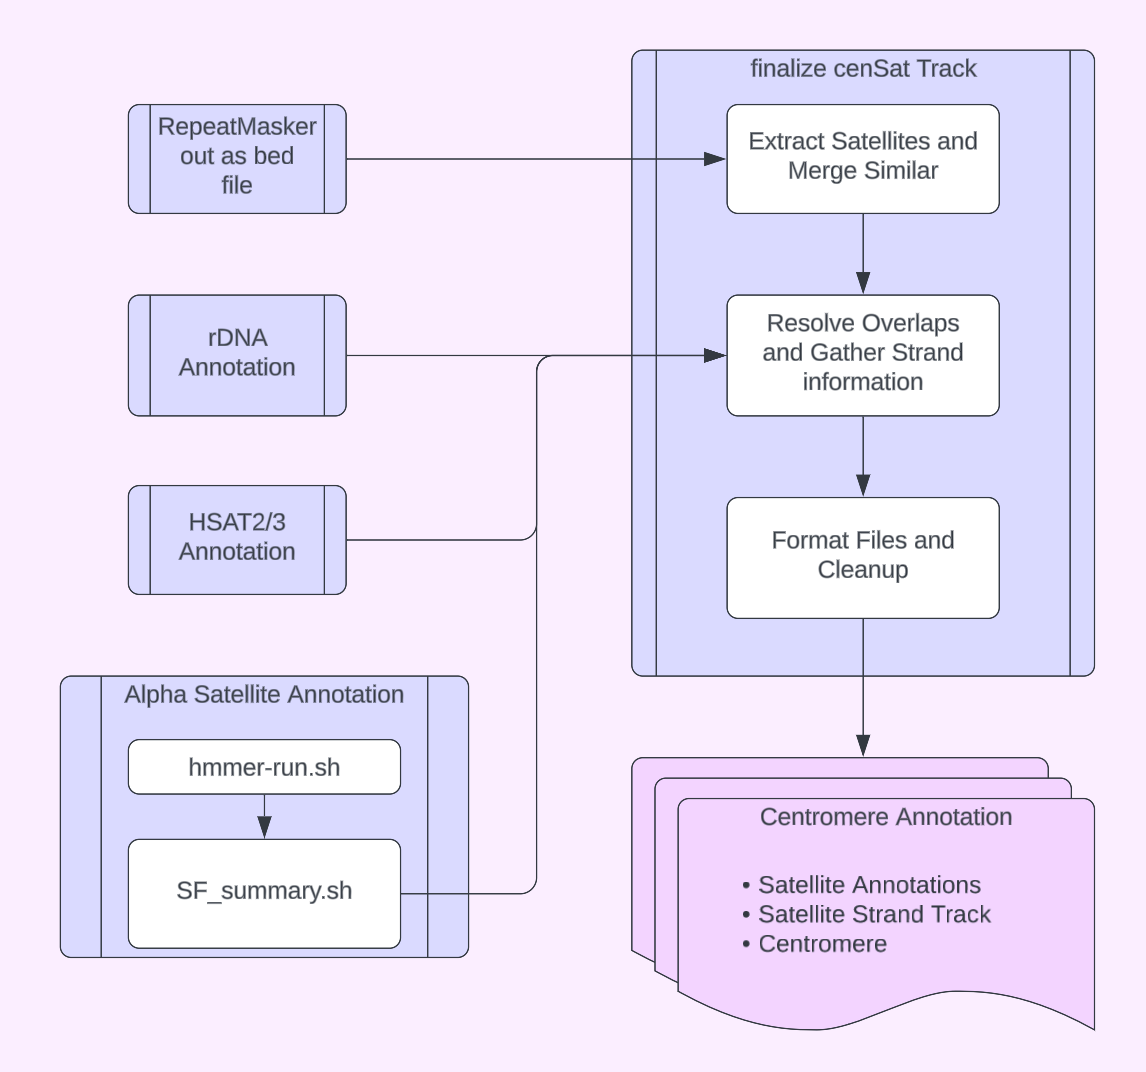 finalize cenSat Track
RepeatMasker
out as bed
file
Extract Satellites and
Merge Similar
rDNA
Annotation
Resolve Overlaps
and Gather Strand
information
HSAT2/3
Annotation
Format Files and
Cleanup
Alpha Satellite Annotation
hmmer-run.sh
SF_summary.sh
Centromere Annotation
• Satellite Annotations
• Satellite Strand Track
• Centromere